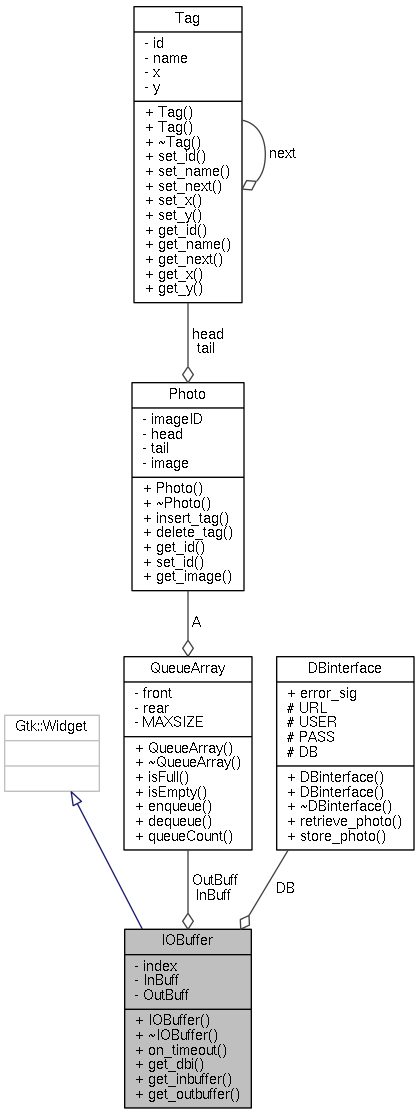 Tag
- id
- name
- x
- y
+ Tag()
+ Tag()
+ ~Tag()
+ set_id()
+ set_name()
+ set_next()
+ set_x()
+ set_y()
+ get_id()
+ get_name()
+ get_next()
+ get_x()
+ get_y()
next
head
tail
Photo
- imageID
- head
- tail
- image
+ Photo()
+ ~Photo()
+ insert_tag()
+ delete_tag()
+ get_id()
+ set_id()
+ get_image()
A
QueueArray
- front
- rear
- MAXSIZE
+ QueueArray()
+ ~QueueArray()
+ isFull()
+ isEmpty()
+ enqueue()
+ dequeue()
+ queueCount()
DBinterface
+ error_sig
# URL
# USER
# PASS
# DB
+ DBinterface()
+ DBinterface()
+ ~DBinterface()
+ retrieve_photo()
+ store_photo()
Gtk::Widget
OutBuff
InBuff
DB
IOBuffer
- index
- InBuff
- OutBuff
+ IOBuffer()
+ ~IOBuffer()
+ on_timeout()
+ get_dbi()
+ get_inbuffer()
+ get_outbuffer()